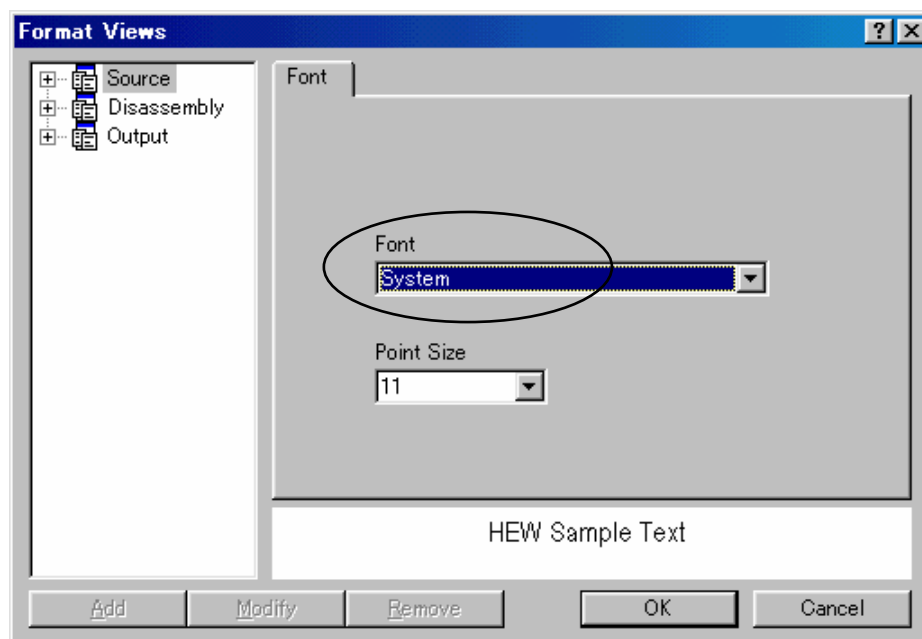 Format Views
Source
Disassembly
Output
Font
Font
System
Point Size
11
HEW Sample Text
Add
Modify
Remove
OK
Cancel